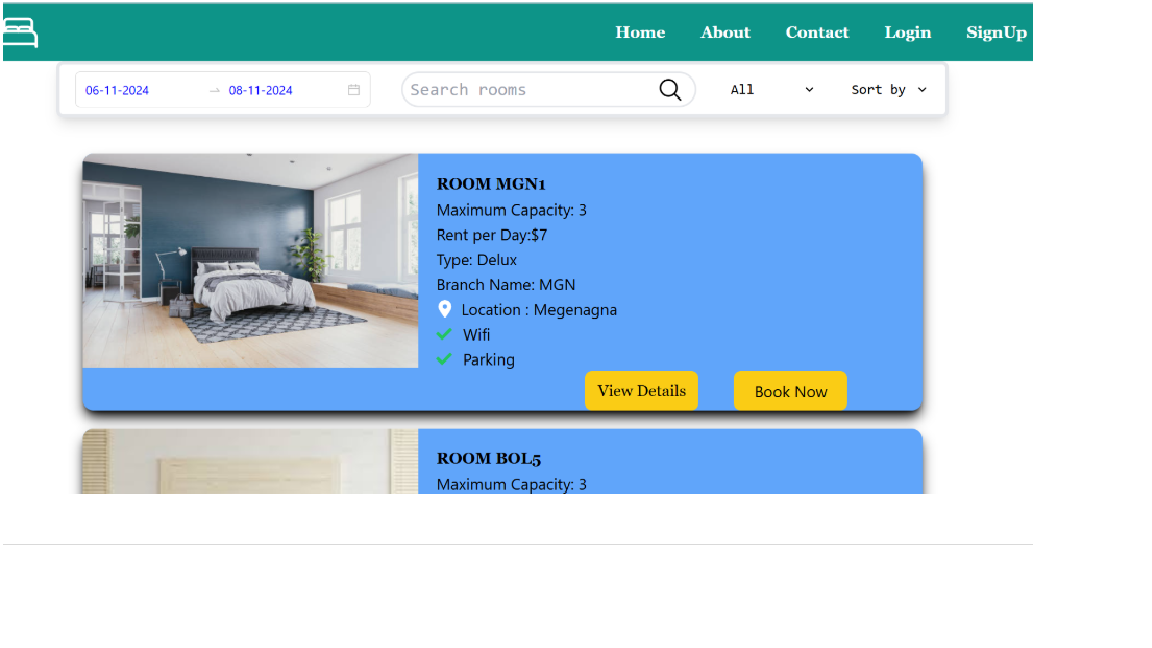 Home About Contact Login SignUp
06-11-2024 → 08-11-2024 Search rooms All Sort by
ROOM MGN1
Maximum Capacity: 3
Rent per Day:$7
Type: Delux
Branch Name: MGN
Location : Megenagna
Wifi
Parking
View Details Book Now
ROOM BOL5
Maximum Capacity: 3